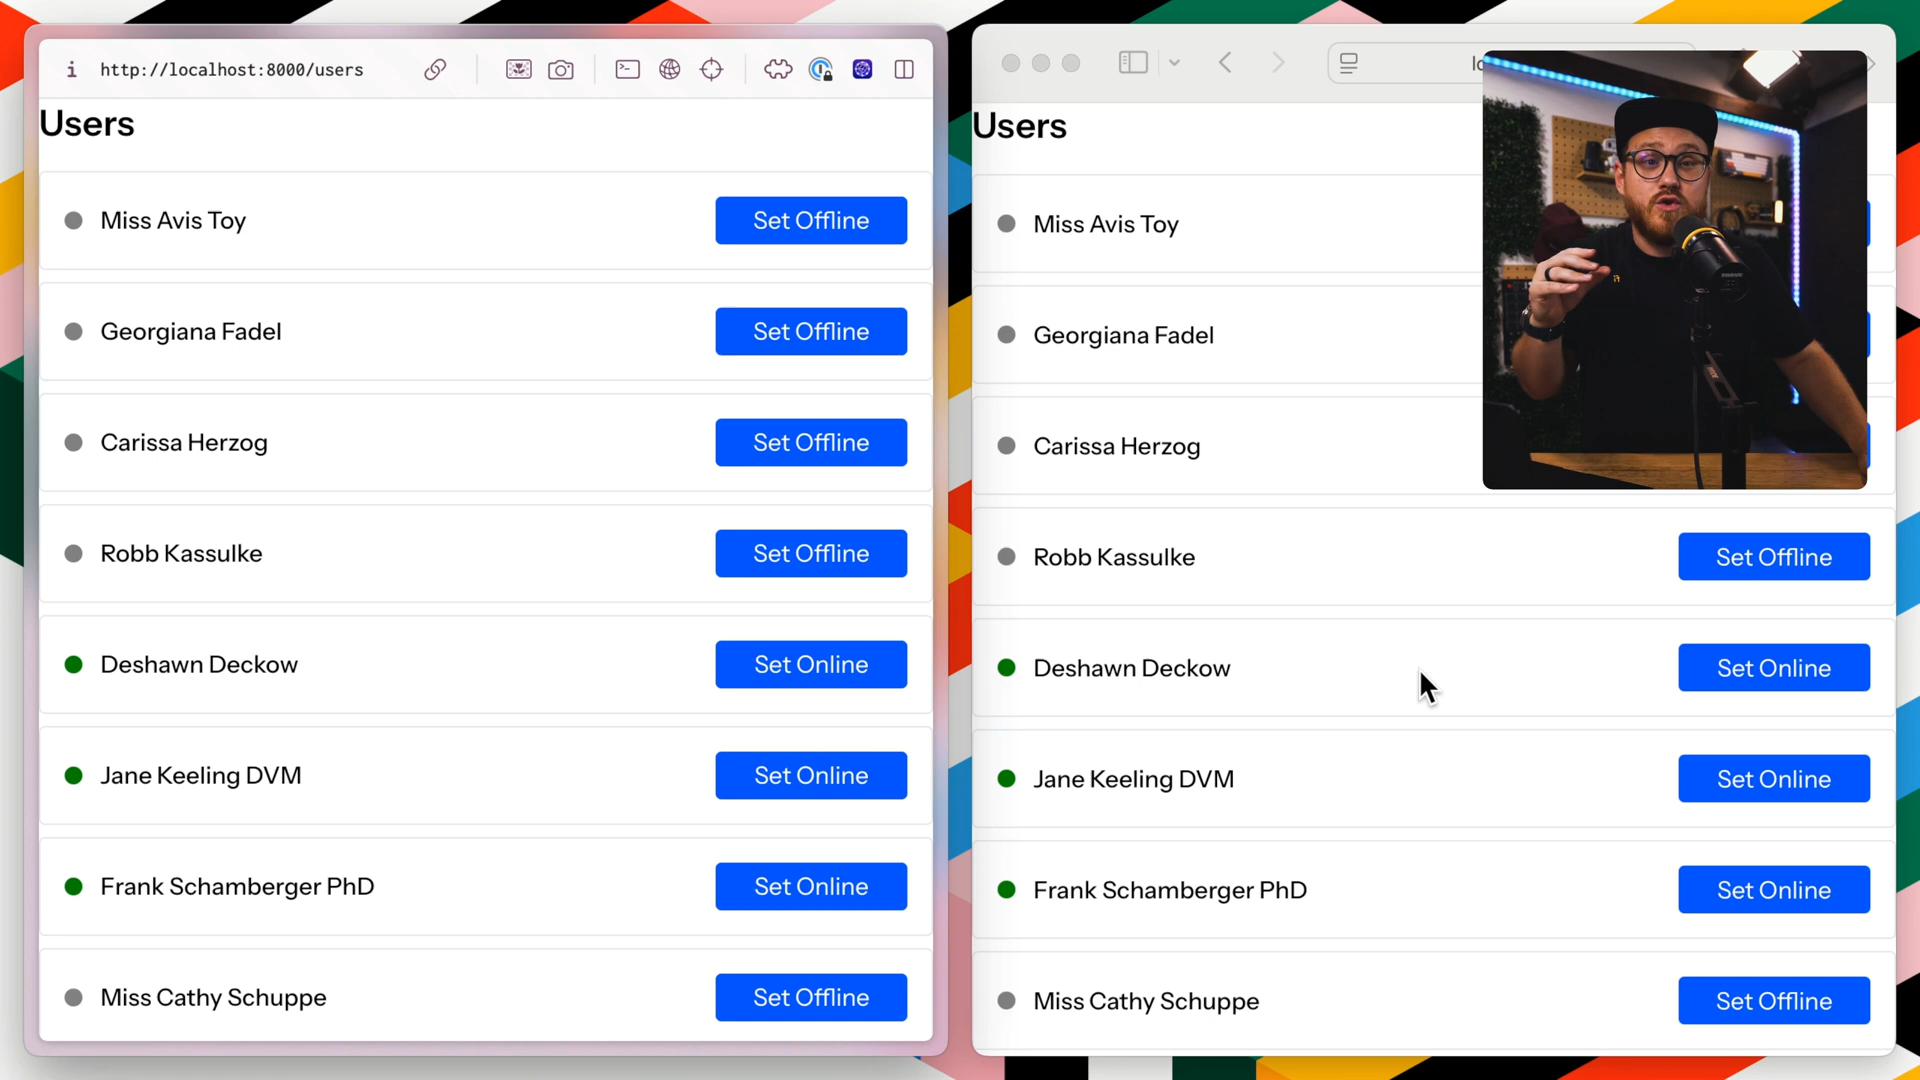 http://localhost:8000/users
Users
Miss Avis Toy
Set Offline
Georgiana Fadel
Set Offline
Carissa Herzog
Set Offline
Robb Kassulke
Set Offline
Deshawn Deckow
Set Online
Jane Keeling DVM
Set Online
Frank Schamberger PhD
Set Online
Miss Cathy Schuppe
Set Offline
Users
Miss Avis Toy
Georgiana Fadel
Carissa Herzog
Robb Kassulke
Set Offline
Deshawn Deckow
Set Online
Jane Keeling DVM
Set Online
Frank Schamberger PhD
Set Online
Miss Cathy Schuppe
Set Offline